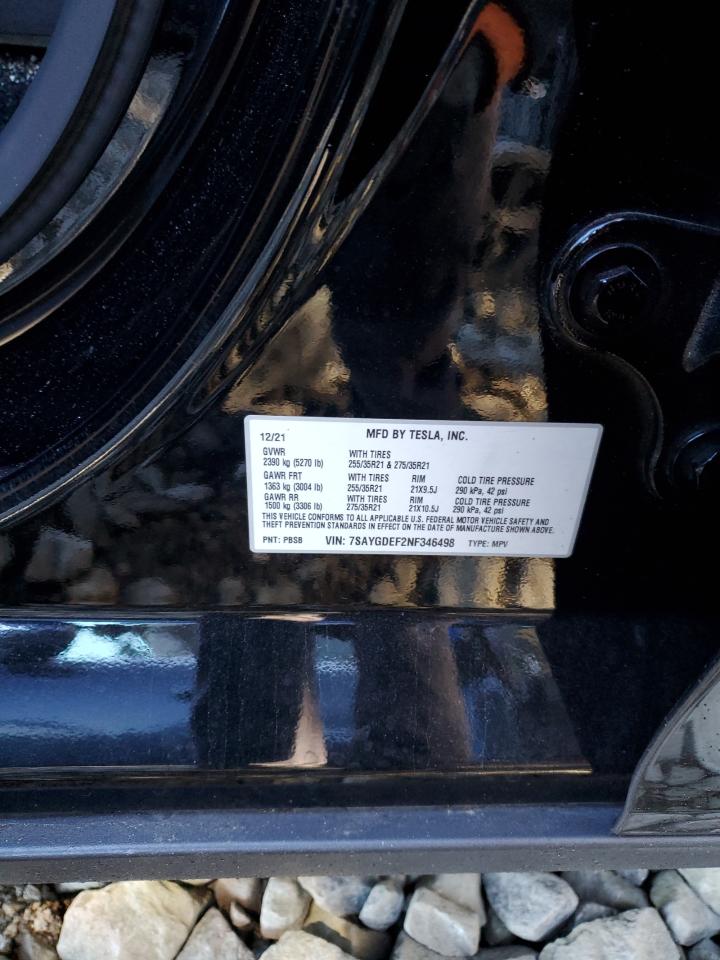 12/21 MFD BY TESLA, INC.
GVWR WITH TIRES
2390 kg (5270 lb) 255/35R21 & 275/35R21
GAWR FRT WITH TIRES RIM COLD TIRE PRESSURE
1363 kg (3004 lb) 255/35R21 21X9.5J 290 kPa, 42 psi
GAWR RR WITH TIRES RIM COLD TIRE PRESSURE
1500 kg (3306 lb) 275/35R21 21X10.5J 290 kPa, 42 psi
THIS VEHICLE CONFORMS TO ALL APPLICABLE U.S. FEDERAL MOTOR VEHICLE SAFETY AND
THEFT PREVENTION STANDARDS IN EFFECT ON THE DATE OF MANUFACTURE SHOWN ABOVE.
PNT: PBSB VIN: 7SAYGDEF2NF346498 TYPE: MPV